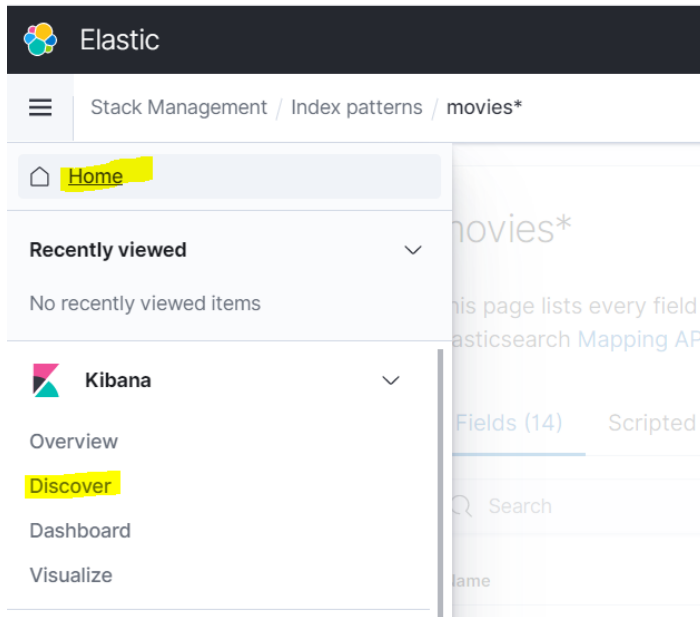 Elastic
Stack Management / Index patterns / movies*
Home
Recently viewed
No recently viewed items
Kibana
Overview
Discover
Dashboard
Visualize
novies*
his page lists every field
asticsearch Mapping AP
Fields (14) Scripted
Search
Name